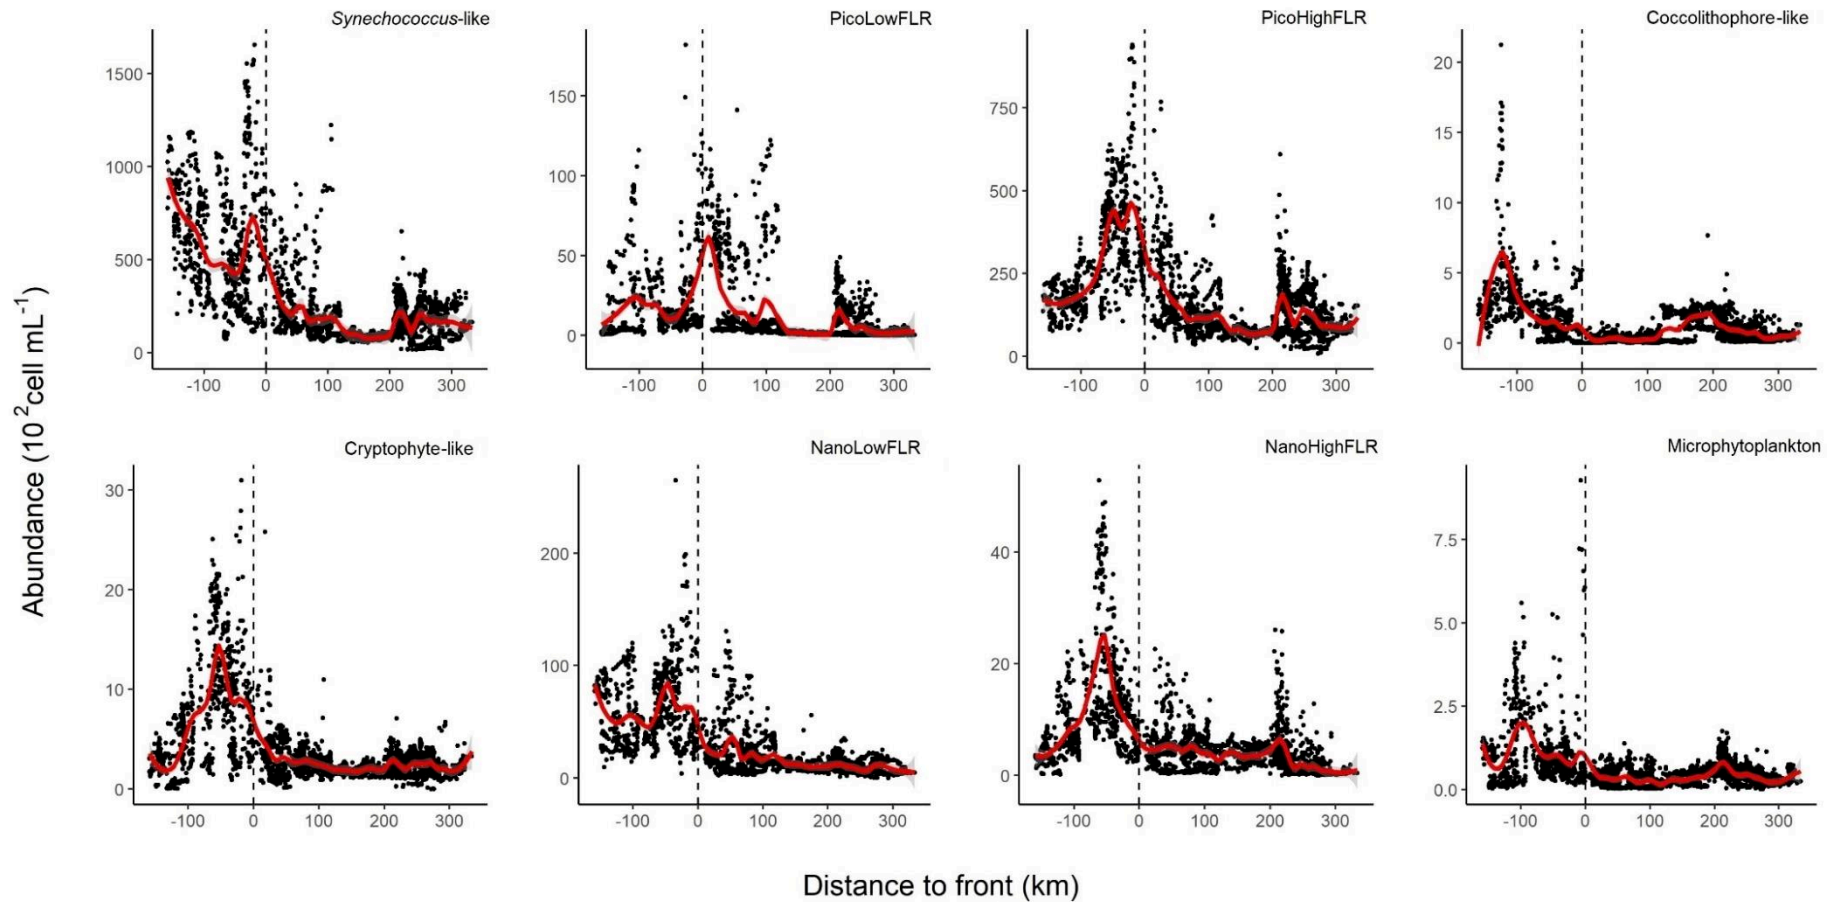 Synechococcus-like
PicoLowFLR
PicoHighFLR
Coccolithophore-like
1500
1000
500
0
-100 0 100 200 300
150
100
50
0
-100 0 100 200 300
750
500
250
0
-100 0 100 200 300
20
15
10
5
0
-100 0 100 200 300
Abundance (10 2 cell mL-1)
Cryptophyte-like
NanoLowFLR
NanoHighFLR
Microphytoplankton
30
20
10
0
-100 0 100 200 300
200
100
0
-100 0 100 200 300
40
20
0
-100 0 100 200 300
7.5
5.0
2.5
0.0
-100 0 100 200 300
Distance to front (km)